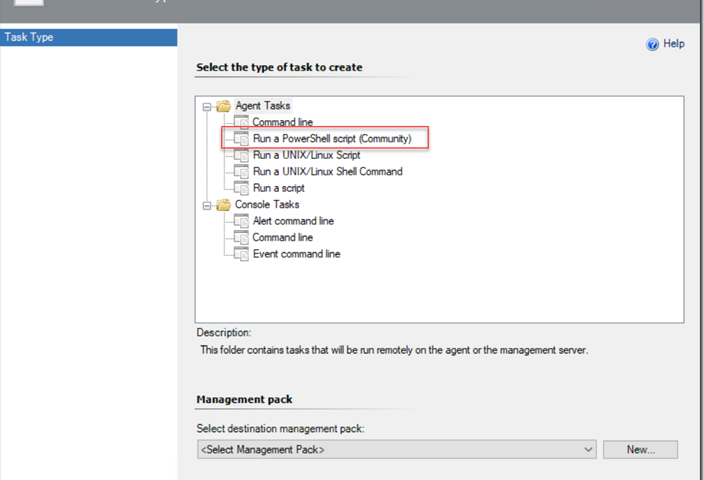 Task Type
Help
Select the type of task to create
Agent Tasks
Command line
Run a PowerShell script (Community)
Run a UNIX/Linux Script
Run a UNIX/Linux Shell Command
Run a script
Console Tasks
Alert command line
Command line
Event command line
Description:
This folder contains tasks that will be run remotely on the agent or the management server.
Management pack
Select destination management pack:
<Select Management Pack>
New...